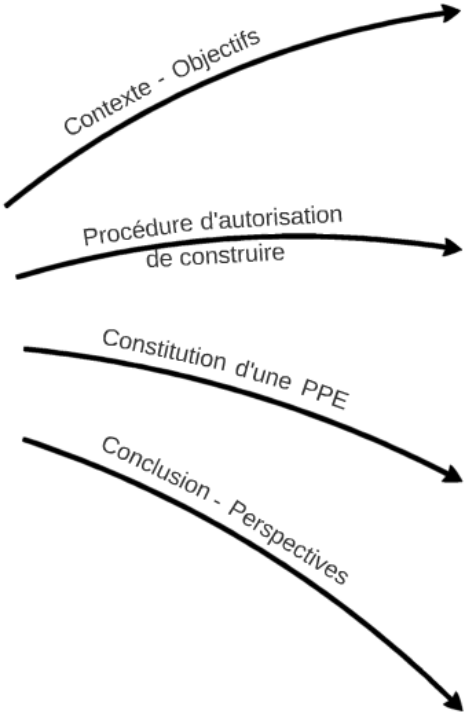 Contexte - Objectifs
Procédure d'autorisation
de construire
Constitution d'une PPE
Conclusion - Perspectives